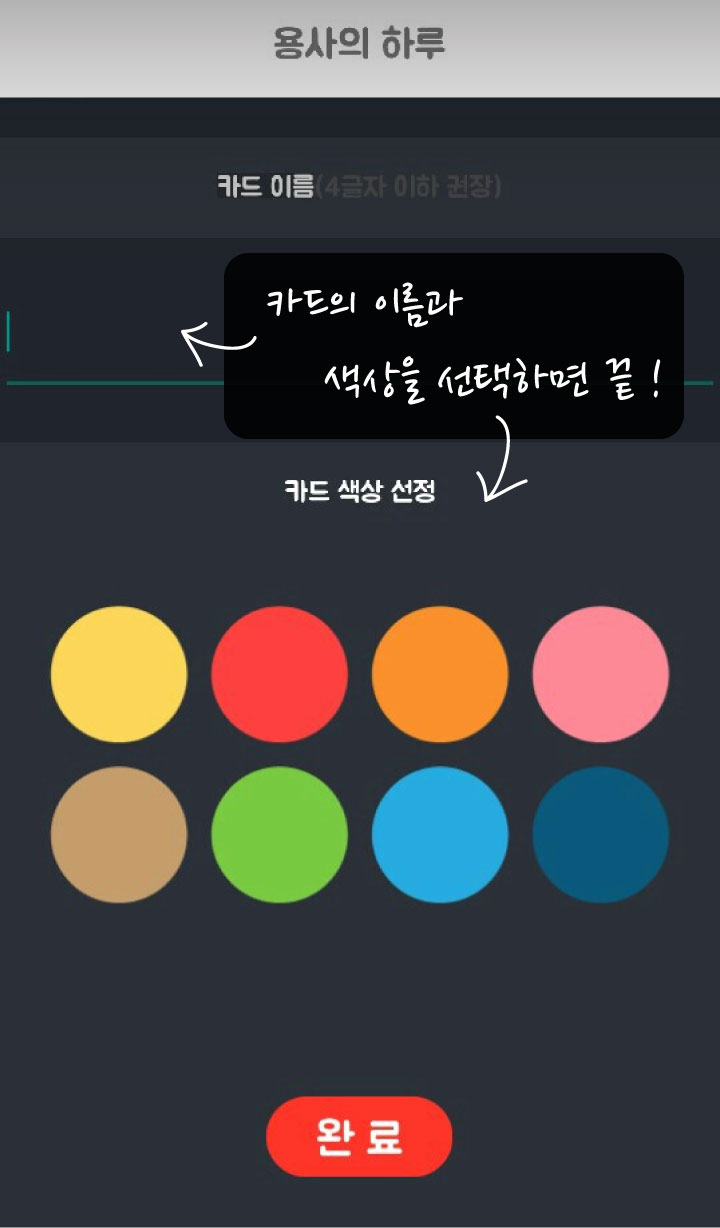 용사의 하루
카드 이름(4글자 이하 권장)
카드의 이름과
색상을 선택하면 끝!
카드 색상 선정
완 료